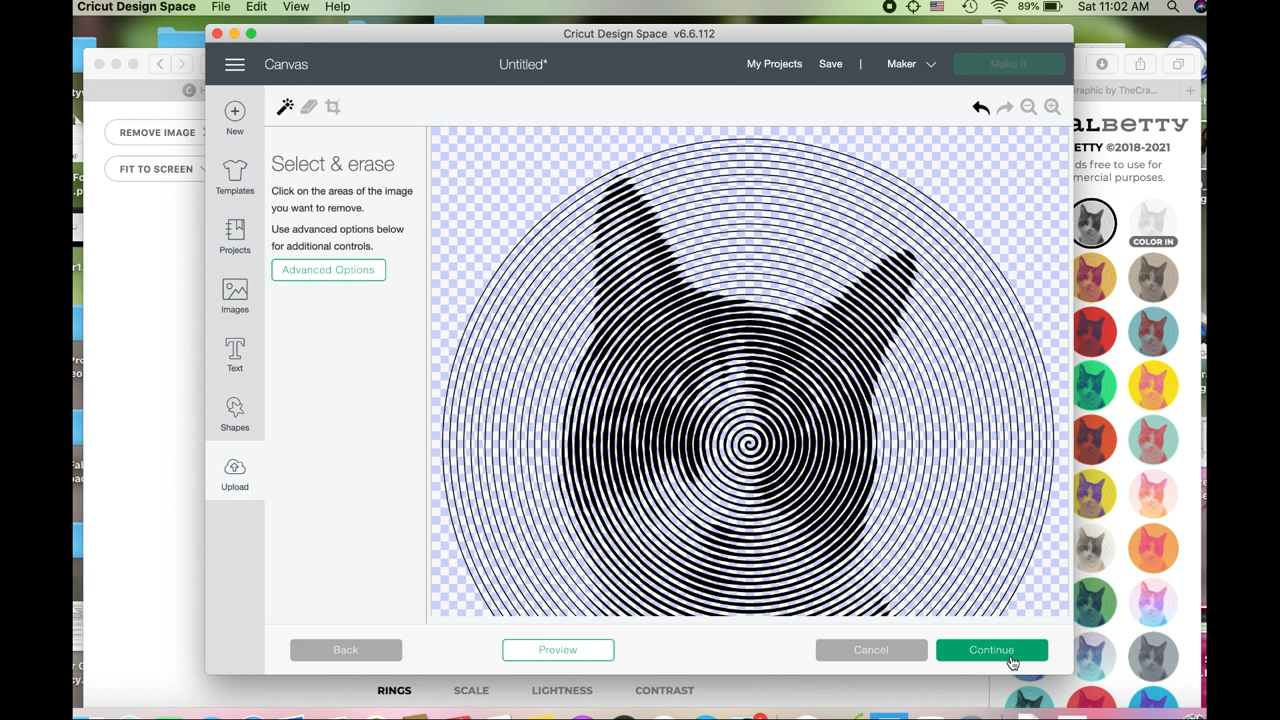 Cricut Design Space File Edit View Help 89% Sat 11:02 AM
Cricut Design Space v6.6.112
Canvas Untitled* My Projects Save | Maker Make It
raphic by TheCra...
New
Templates
Projects
Images
Text
Shapes
Upload
Select & erase
Click on the areas of the image
you want to remove.
Use advanced options below
for additional controls.
Advanced Options
Back Preview Cancel Continue
REMOVE IMAGE
FIT TO SCREEN
ALBETTY
ETTY ©2018-2021
ds free to use for
mercial purposes.
COLOR IN
RINGS SCALE LIGHTNESS CONTRAST